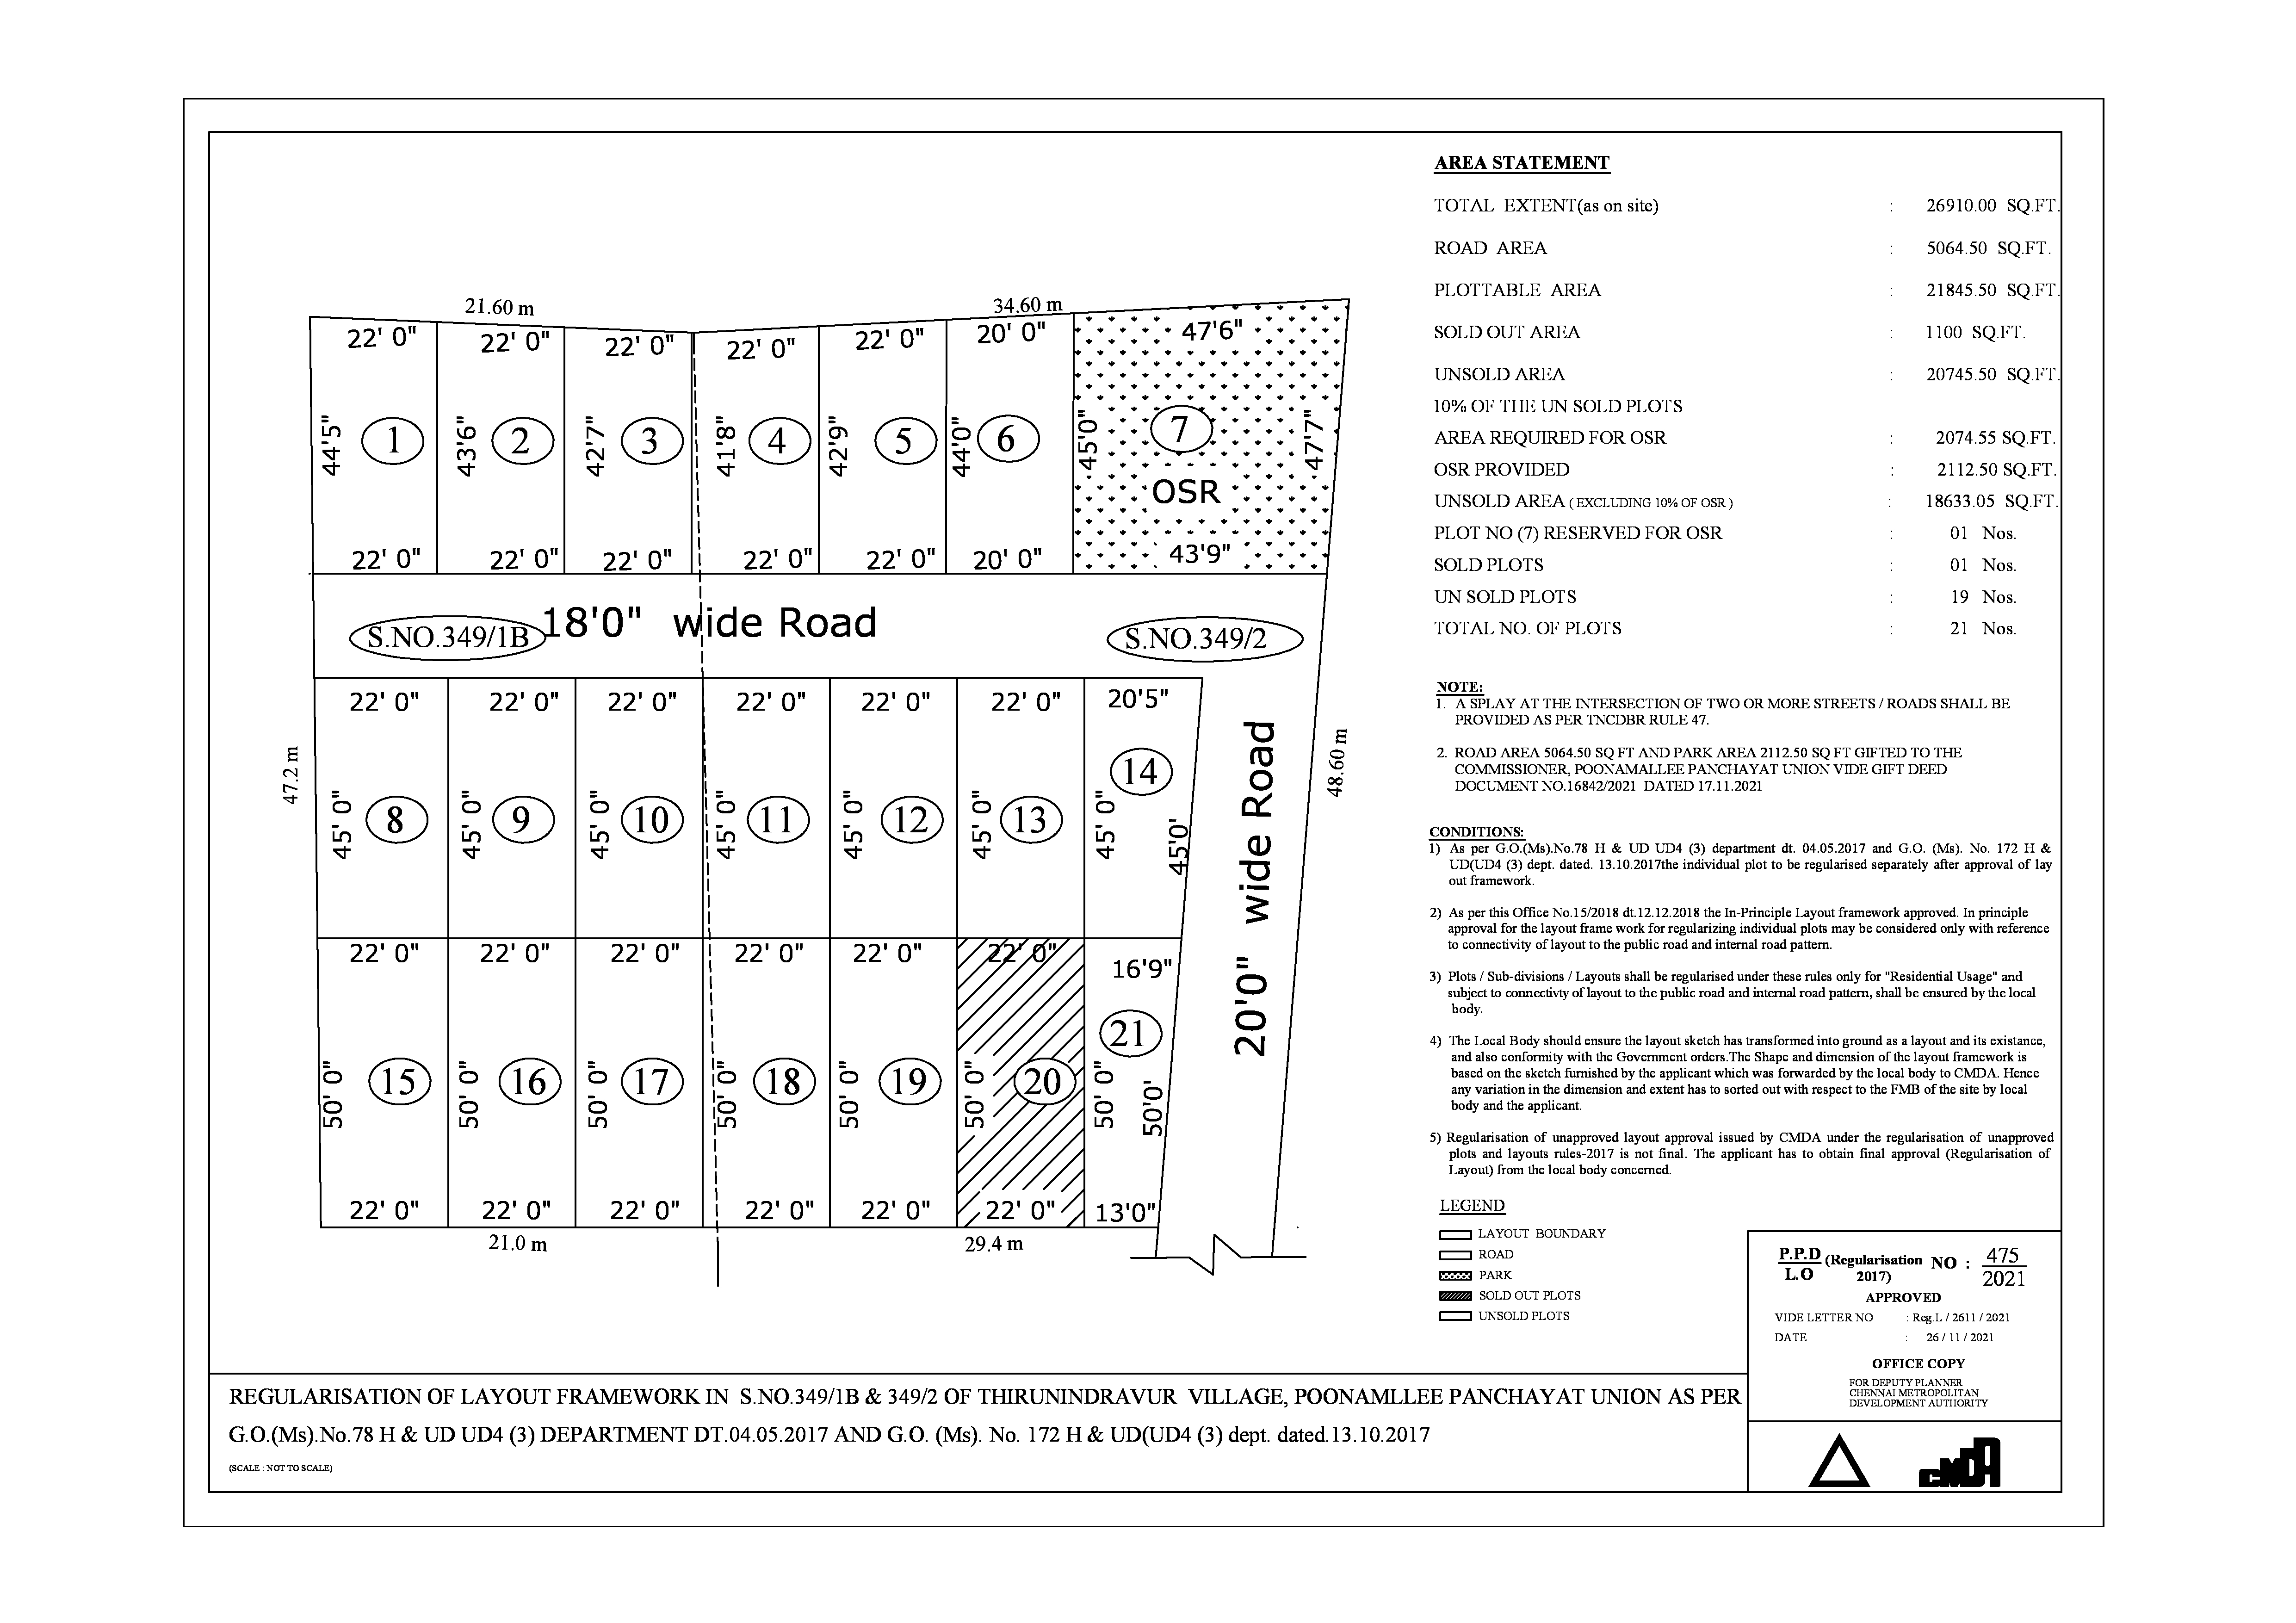 21.60 m
34.60 m
22' 0"
22' 0"
22' 0"
22' 0"
22' 0"
20' 0"
47'6"
44'5"
1
43'6"
2
42'7"
3
41'8"
4
42'9"
5
44'0"
6
45'0"
7
47'7"
OSR
22' 0"
22' 0"
22' 0"
22' 0"
22' 0"
20' 0"
43'9"
S.NO.349/1B
18'0" wide Road
S.NO.349/2
22' 0"
22' 0"
22' 0"
22' 0"
22' 0"
22' 0"
20'5"
47.2 m
45' 0"
8
45' 0"
9
45' 0"
10
45' 0"
11
45' 0"
12
45' 0"
13
45' 0"
14
45'0'
20'0" wide Road
48.60 m
22' 0"
22' 0"
22' 0"
22' 0"
22' 0"
22' 0"
16'9"
50' 0"
15
50' 0"
16
50' 0"
17
50' 0"
18
50' 0"
19
50' 0"
20
50' 0"
21
50'0'
22' 0"
22' 0"
22' 0"
22' 0"
22' 0"
22' 0"
13'0"
21.0 m
29.4 m
AREA STATEMENT
TOTAL EXTENT(as on site) : 26910.00 SQ.FT.
ROAD AREA : 5064.50 SQ.FT.
PLOTTABLE AREA : 21845.50 SQ.FT.
SOLD OUT AREA : 1100 SQ.FT.
UNSOLD AREA : 20745.50 SQ.FT.
10% OF THE UN SOLD PLOTS
AREA REQUIRED FOR OSR : 2074.55 SQ.FT.
OSR PROVIDED : 2112.50 SQ.FT.
UNSOLD AREA ( EXCLUDING 10% OF OSR ) : 18633.05 SQ.FT.
PLOT NO (7) RESERVED FOR OSR : 01 Nos.
SOLD PLOTS : 01 Nos.
UN SOLD PLOTS : 19 Nos.
TOTAL NO. OF PLOTS : 21 Nos.
NOTE:
1. A SPLAY AT THE INTERSECTION OF TWO OR MORE STREETS / ROADS SHALL BE
PROVIDED AS PER TNCDBR RULE 47.
2. ROAD AREA 5064.50 SQ FT AND PARK AREA 2112.50 SQ FT GIFTED TO THE
COMMISSIONER, POONAMALLEE PANCHAYAT UNION VIDE GIFT DEED
DOCUMENT NO.16842/2021 DATED 17.11.2021
CONDITIONS:
1) As per G.O.(Ms).No.78 H & UD UD4 (3) department dt. 04.05.2017 and G.O. (Ms). No. 172 H &
UD(UD4 (3) dept. dated. 13.10.2017the individual plot to be regularised separately after approval of lay
out framework.
2) As per this Office No.15/2018 dt.12.12.2018 the In-Principle Layout framework approved. In principle
approval for the layout frame work for regularizing individual plots may be considered only with reference
to connectivity of layout to the public road and internal road pattern.
3) Plots / Sub-divisions / Layouts shall be regularised under these rules only for "Residential Usage" and
subject to connectivty of layout to the public road and internal road pattern, shall be ensured by the local
body.
4) The Local Body should ensure the layout sketch has transformed into ground as a layout and its existance,
and also conformity with the Government orders.The Shape and dimension of the layout framework is
based on the sketch furnished by the applicant which was forwarded by the local body to CMDA. Hence
any variation in the dimension and extent has to sorted out with respect to the FMB of the site by local
body and the applicant.
5) Regularisation of unapproved layout approval issued by CMDA under the regularisation of unapproved
plots and layouts rules-2017 is not final. The applicant has to obtain final approval (Regularisation of
Layout) from the local body concerned.
LEGEND
LAYOUT BOUNDARY
ROAD
PARK
SOLD OUT PLOTS
UNSOLD PLOTS
P.P.D
L.O
(Regularisation
2017)
NO :
475
2021
APPROVED
VIDE LETTER NO : Reg.L / 2611 / 2021
DATE : 26 / 11 / 2021
OFFICE COPY
FOR DEPUTY PLANNER
CHENNAI METROPOLITAN
DEVELOPMENT AUTHORITY
CMDA
REGULARISATION OF LAYOUT FRAMEWORK IN S.NO.349/1B & 349/2 OF THIRUNINDRAVUR VILLAGE, POONAMLLEE PANCHAYAT UNION AS PER
G.O.(Ms).No.78 H & UD UD4 (3) DEPARTMENT DT.04.05.2017 AND G.O. (Ms). No. 172 H & UD(UD4 (3) dept. dated.13.10.2017
(SCALE : NOT TO SCALE)